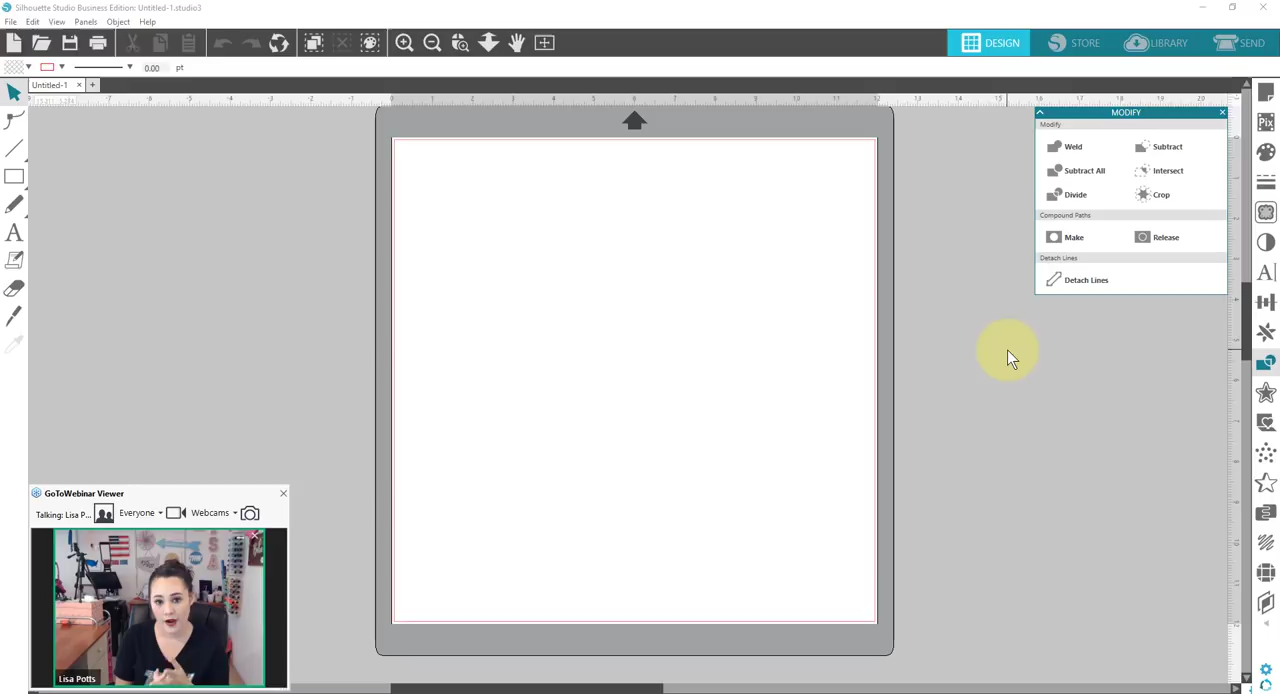 Silhouette Studio Business Edition: Untitled-1.studio3
File Edit View Panels Object Help
DESIGN STORE LIBRARY SEND
0.00 pt
Untitled-1
MODIFY
Modify
Weld Subtract
Subtract All Intersect
Divide Crop
Compound Paths
Make Release
Detach Lines
Detach Lines
GoToWebinar Viewer
Talking: Lisa P... Everyone Webcams
Lisa Potts